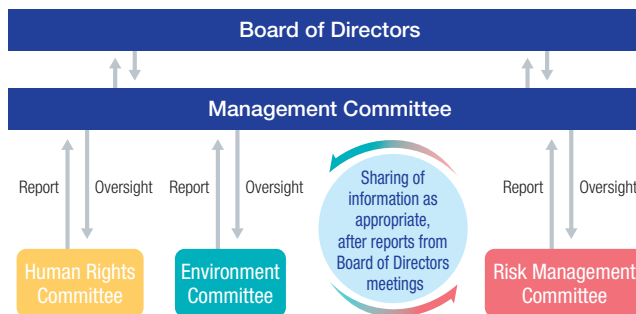 Board of Directors
Management Committee
Report
Oversight
Report
Oversight
Sharing of
information as
appropriate,
after reports from
Board of Directors
meetings
Report
Oversight
Human Rights
Committee
Environment
Committee
Risk Management
Committee